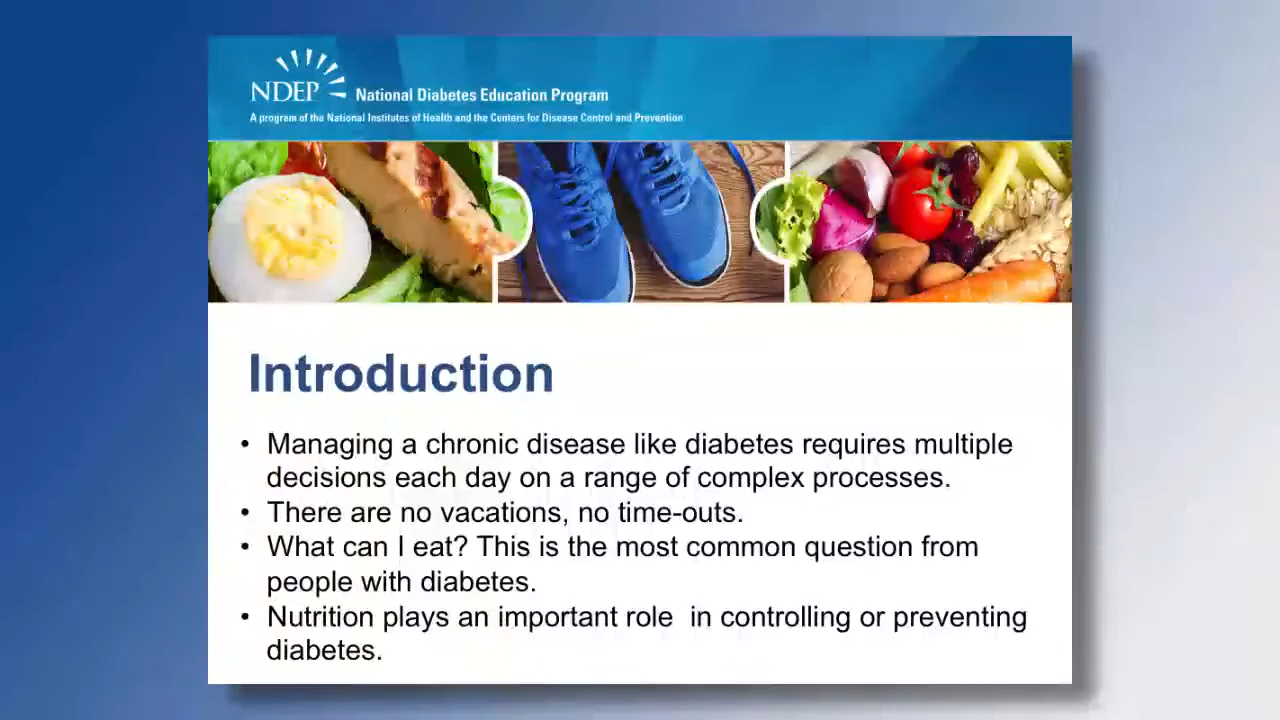 NDEP National Diabetes Education Program
A program of the National Institutes of Health and the Centers for Disease Control and Prevention
Introduction
• Managing a chronic disease like diabetes requires multiple
decisions each day on a range of complex processes.
• There are no vacations, no time-outs.
• What can I eat? This is the most common question from
people with diabetes.
• Nutrition plays an important role  in controlling or preventing
diabetes.